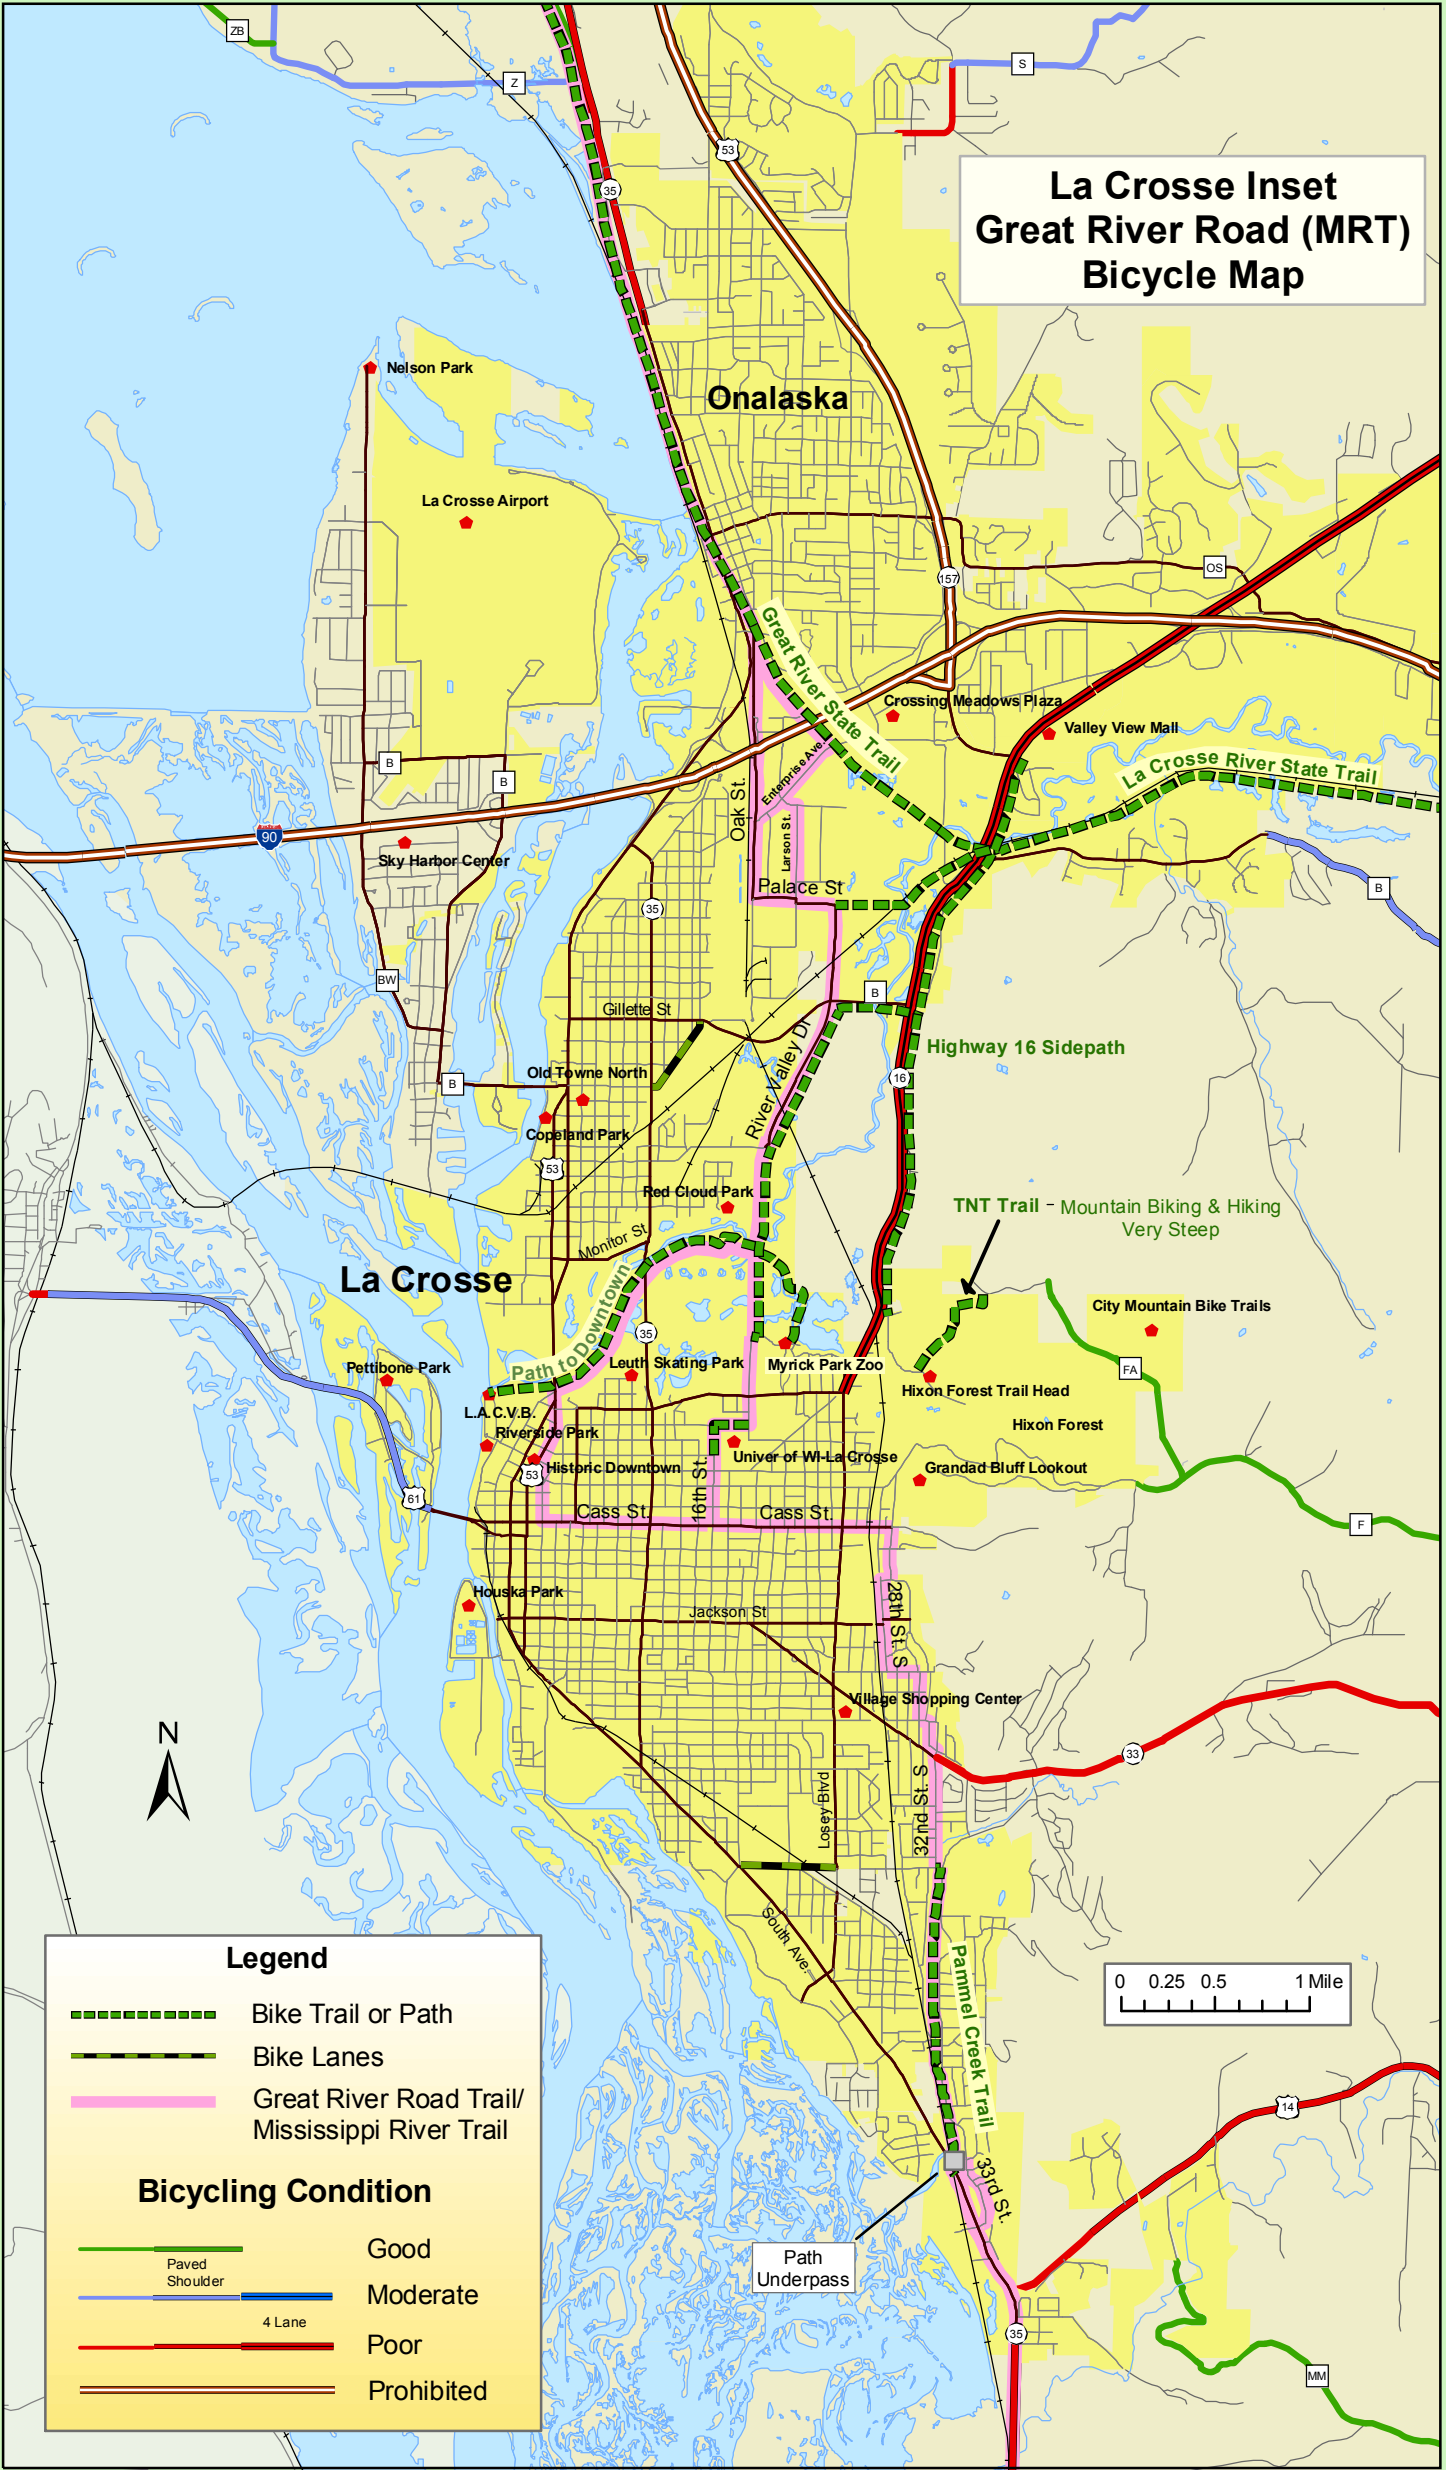 ZB
Z
S
53
35
La Crosse Inset
Great River Road (MRT)
Bicycle Map
Nelson Park
Onalaska
La Crosse Airport
OS
157
Great River State Trail
Crossing Meadows Plaza
Valley View Mall
La Crosse River State Trail
B
B
Enterprise Ave.
Oak St.
90
Larson St.
Sky Harbor Center
Palace St
B
35
BW
B
Gillette St
River Valley Dr
Highway 16 Sidepath
Old Towne North
B
16
Copeland Park
53
Red Cloud Park
TNT Trail - Mountain Biking & Hiking
Very Steep
Monitor St
La Crosse
Path to Downtown
City Mountain Bike Trails
35
Pettibone Park
Leuth Skating Park
Myrick Park Zoo
FA
Hixon Forest Trail Head
L.A.C.V.B.
Riverside Park
Hixon Forest
Univer of WI-La Crosse
Historic Downtown
53
Grandad Bluff Lookout
16th St.
61
Cass St.
Cass St.
F
Houska Park
Jackson St
28th St. S
Village Shopping Center
N
33
Losey Blvd
32nd St. S
South Ave.
Pammel Creek Trail
0 0.25 0.5 1 Mile
14
33rd St.
Path
Underpass
35
MM
Legend
Bike Trail or Path
Bike Lanes
Great River Road Trail/
Mississippi River Trail
Bicycling Condition
Good
Paved
Shoulder
Moderate
4 Lane
Poor
Prohibited